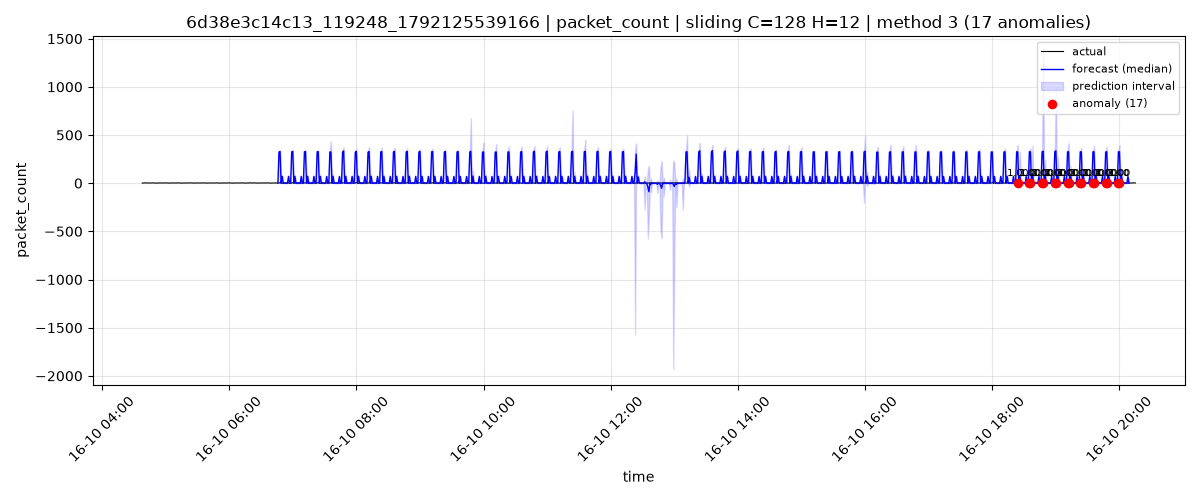 6d38e3c14c13_119248_1792125539166 | packet_count | sliding C=128 H=12 | method 3 (17 anomalies)
1500
1000
500
0
−500
−1000
−1500
−2000
packet_count
actual
forecast (median)
prediction interval
anomaly (17)
16-10 04:00
16-10 06:00
16-10 08:00
16-10 10:00
16-10 12:00
16-10 14:00
16-10 16:00
16-10 18:00
16-10 20:00
time